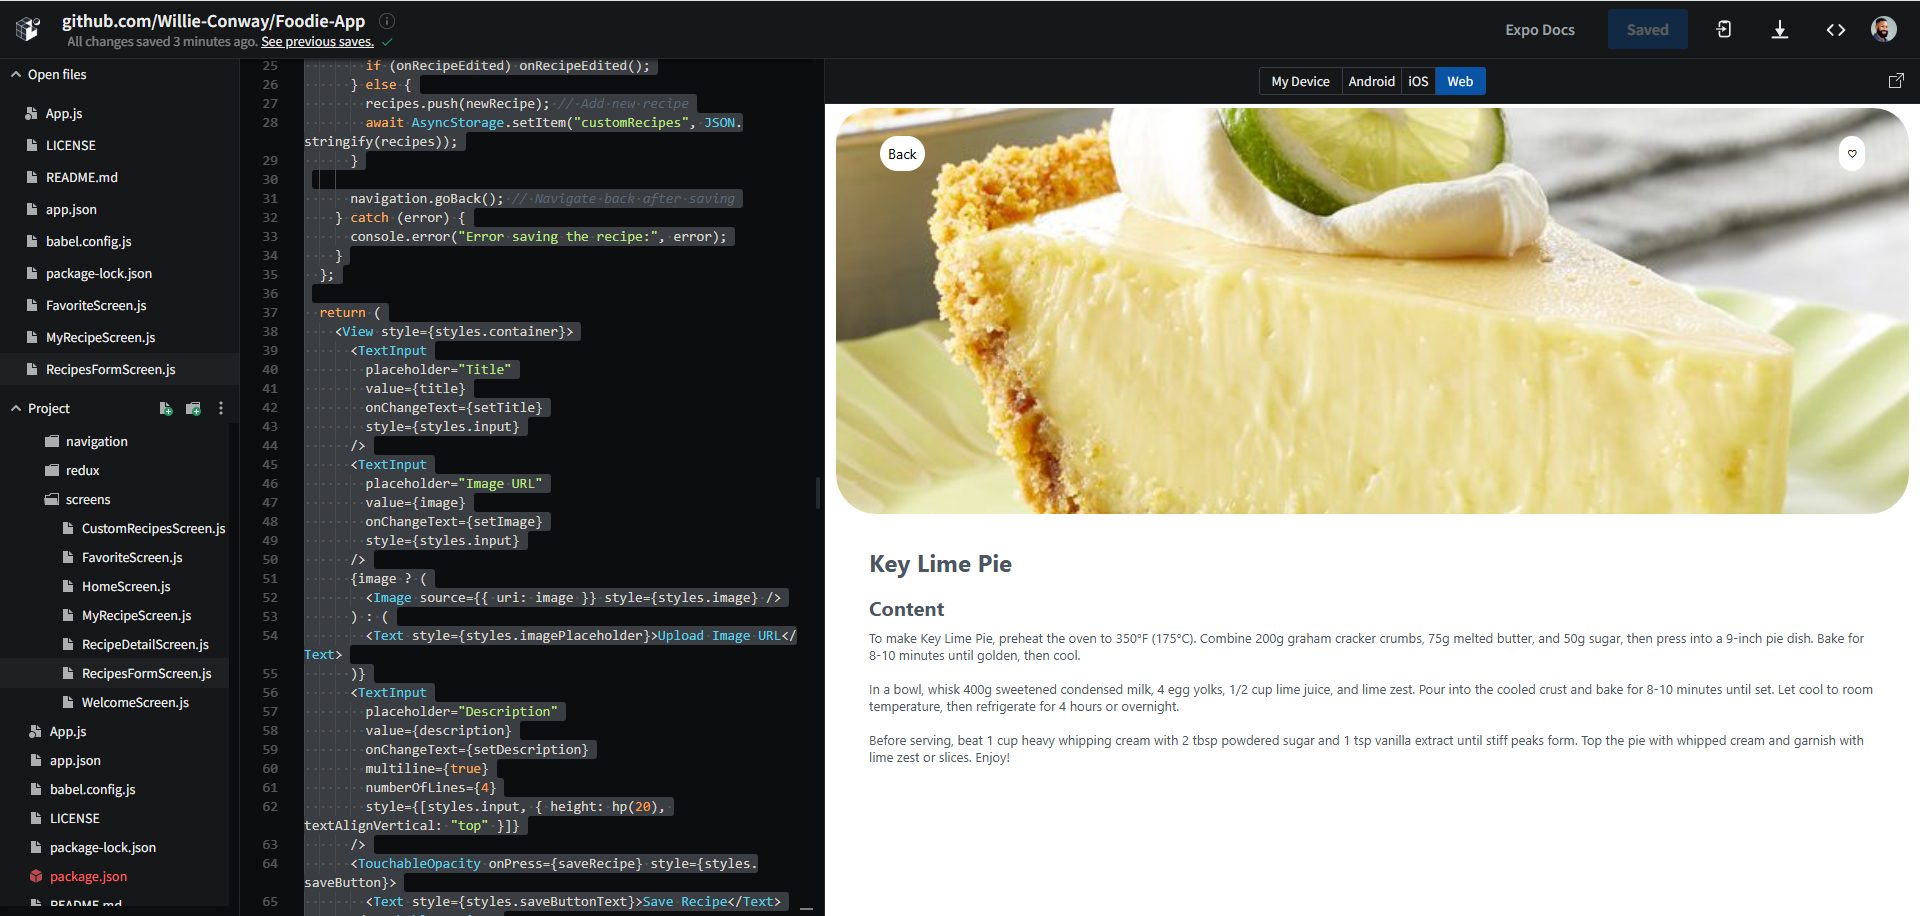 github.com/Willie-Conway/Foodie-App
All changes saved 3 minutes ago. See previous saves.
Expo Docs
Saved
Open files
App.js
LICENSE
README.md
app.json
babel.config.js
package-lock.json
FavoriteScreen.js
MyRecipeScreen.js
RecipesFormScreen.js
Project
navigation
redux
screens
CustomRecipesScreen.js
FavoriteScreen.js
HomeScreen.js
MyRecipeScreen.js
RecipeDetailScreen.js
RecipesFormScreen.js
WelcomeScreen.js
App.js
app.json
babel.config.js
LICENSE
package-lock.json
package.json
README.md
25 if (onRecipeEdited) onRecipeEdited();
26 } else {
27 recipes.push(newRecipe); // Add new recipe
28 await AsyncStorage.setItem("customRecipes", JSON.
stringify(recipes));
29 }
30
31 navigation.goBack(); // Navigate back after saving
32 } catch (error) {
33 console.error("Error saving the recipe:", error);
34 }
35 };
36
37 return (
38 <View style={styles.container}>
39 <TextInput
40 placeholder="Title"
41 value={title}
42 onChangeText={setTitle}
43 style={styles.input}
44 />
45 <TextInput
46 placeholder="Image URL"
47 value={image}
48 onChangeText={setImage}
49 style={styles.input}
50 />
51 {image ? (
52 <Image source={{ uri: image }} style={styles.image} />
53 ) : (
54 <Text style={styles.imagePlaceholder}>Upload Image URL</
Text>
55 )}
56 <TextInput
57 placeholder="Description"
58 value={description}
59 onChangeText={setDescription}
60 multiline={true}
61 numberOfLines={4}
62 style={[styles.input, { height: hp(20),
textAlignVertical: "top" }]}
63 />
64 <TouchableOpacity onPress={saveRecipe} style={styles.
saveButton}>
65 <Text style={styles.saveButtonText}>Save Recipe</Text>
My Device Android iOS Web
Back
Key Lime Pie
Content
To make Key Lime Pie, preheat the oven to 350°F (175°C). Combine 200g graham cracker crumbs, 75g melted butter, and 50g sugar, then press into a 9-inch pie dish. Bake for
8-10 minutes until golden, then cool.
In a bowl, whisk 400g sweetened condensed milk, 4 egg yolks, 1/2 cup lime juice, and lime zest. Pour into the cooled crust and bake for 8-10 minutes until set. Let cool to room
temperature, then refrigerate for 4 hours or overnight.
Before serving, beat 1 cup heavy whipping cream with 2 tbsp powdered sugar and 1 tsp vanilla extract until stiff peaks form. Top the pie with whipped cream and garnish with
lime zest or slices. Enjoy!